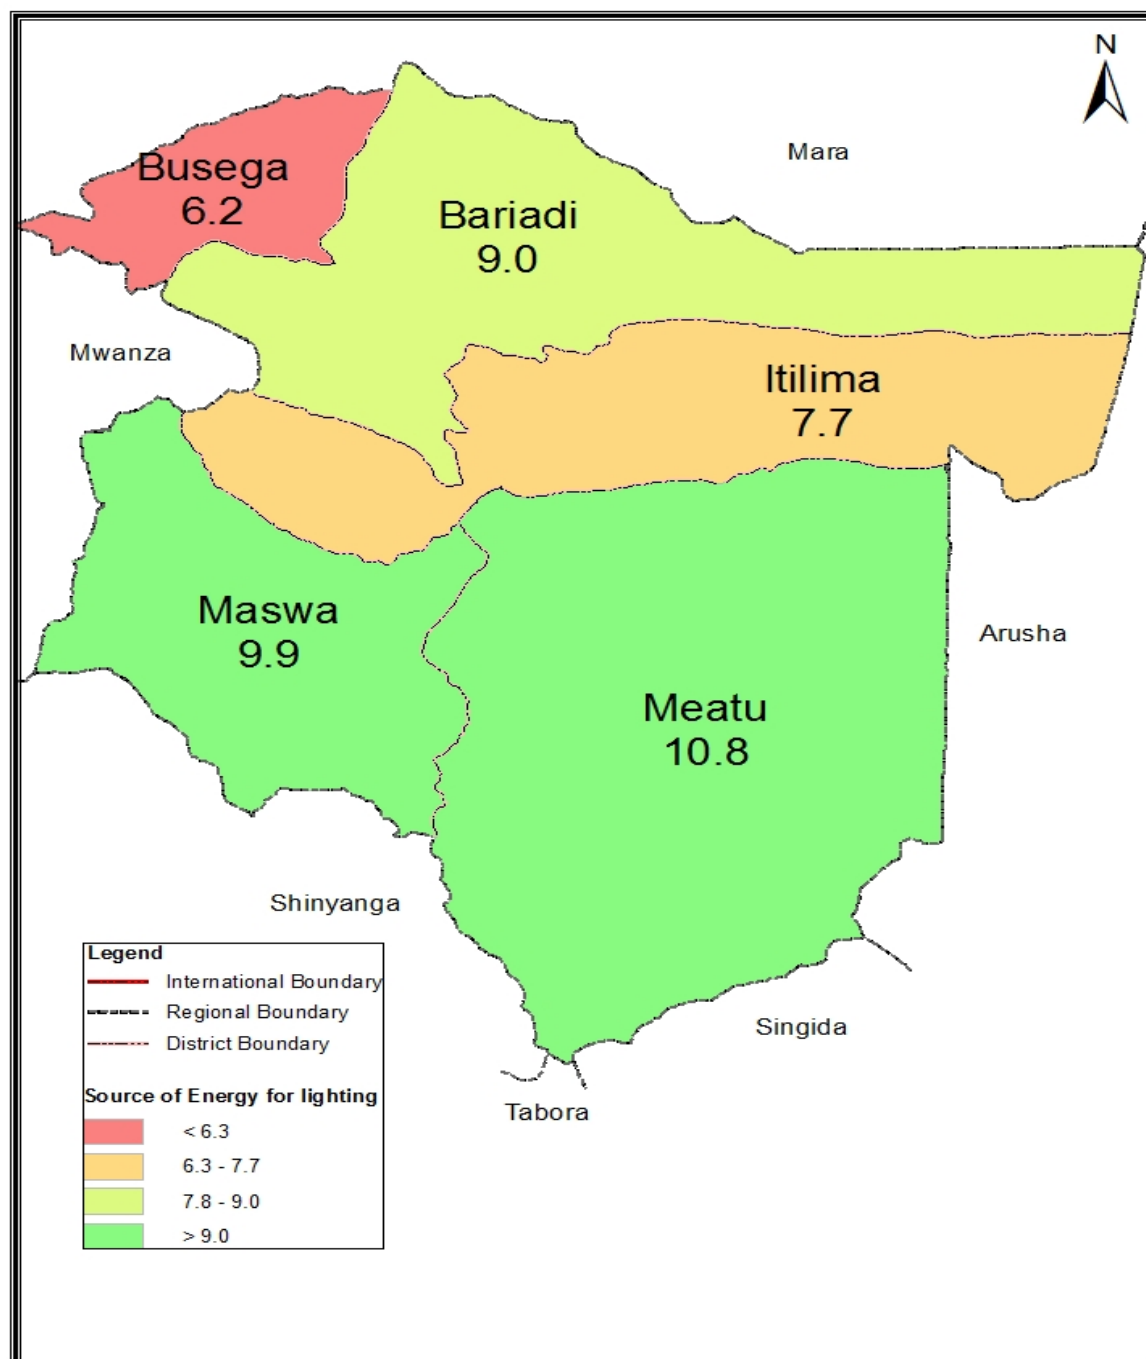 N
Mara
Busega
6.2
Bariadi
9.0
Mwanza
Itilima
7.7
Maswa
9.9
Arusha
Meatu
10.8
Shinyanga
Singida
Tabora
Legend
International Boundary
Regional Boundary
District Boundary
Source of Energy for lighting
< 6.3
6.3 - 7.7
7.8 - 9.0
> 9.0